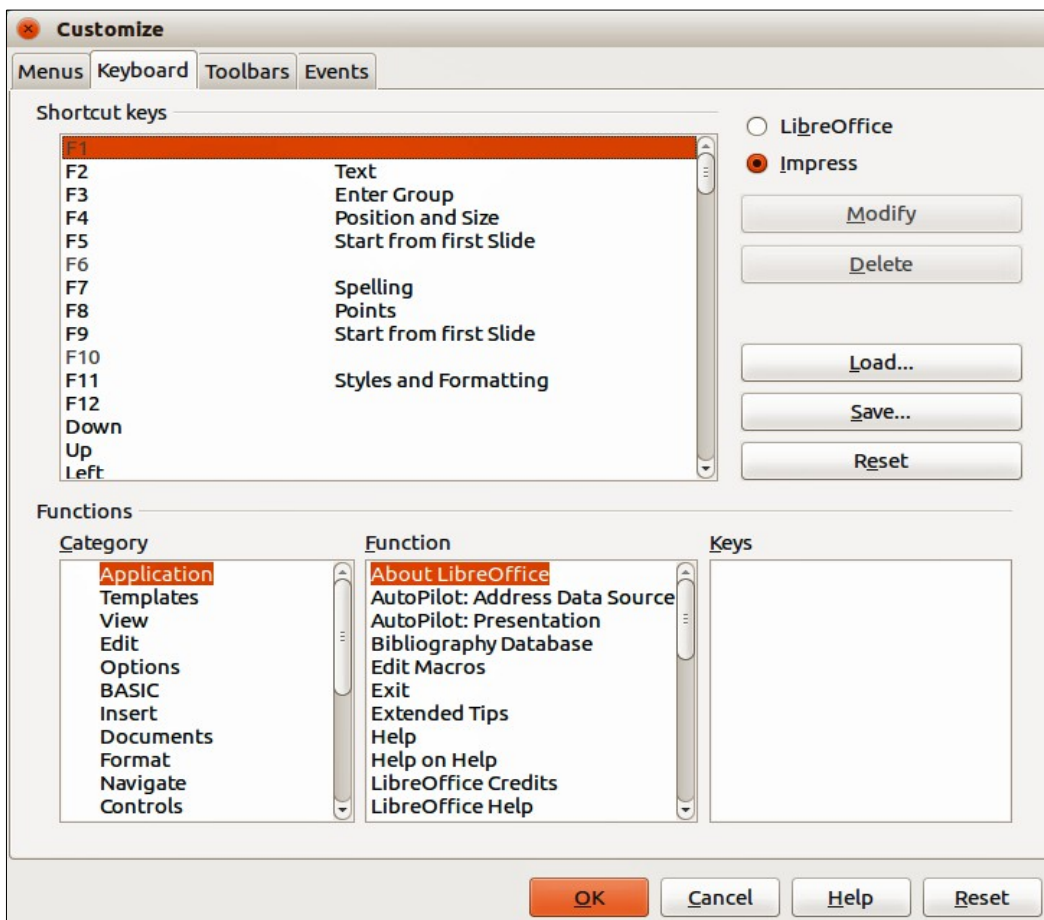 Customize
Menus Keyboard Toolbars Events
Shortcut keys
F1
F2 Text
F3 Enter Group
F4 Position and Size
F5 Start from first Slide
F6
F7 Spelling
F8 Points
F9 Start from first Slide
F10
F11 Styles and Formatting
F12
Down
Up
Left
LibreOffice
Impress
Modify
Delete
Load...
Save...
Reset
Functions
Category
Application
Templates
View
Edit
Options
BASIC
Insert
Documents
Format
Navigate
Controls
Function
About LibreOffice
AutoPilot: Address Data Source
AutoPilot: Presentation
Bibliography Database
Edit Macros
Exit
Extended Tips
Help
Help on Help
LibreOffice Credits
LibreOffice Help
Keys
OK Cancel Help Reset